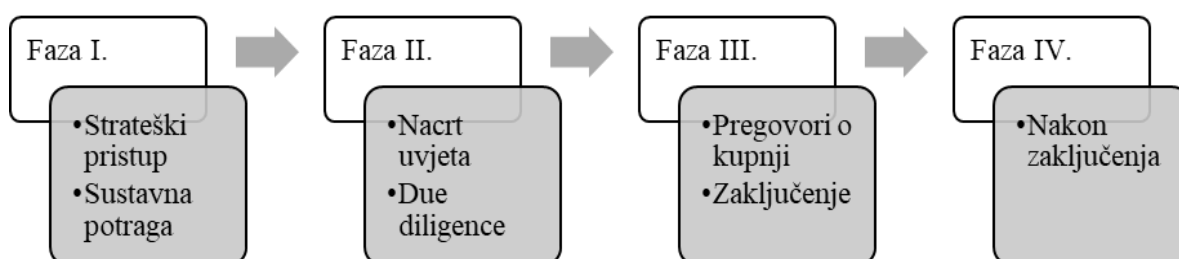 Faza I.
•Strateški
pristup
•Sustavna
potraga
Faza II.
•Nacrt
uvjeta
•Due
diligence
Faza III.
•Pregovori o
kupnji
•Zaključenje
Faza IV.
•Nakon
zaključenja